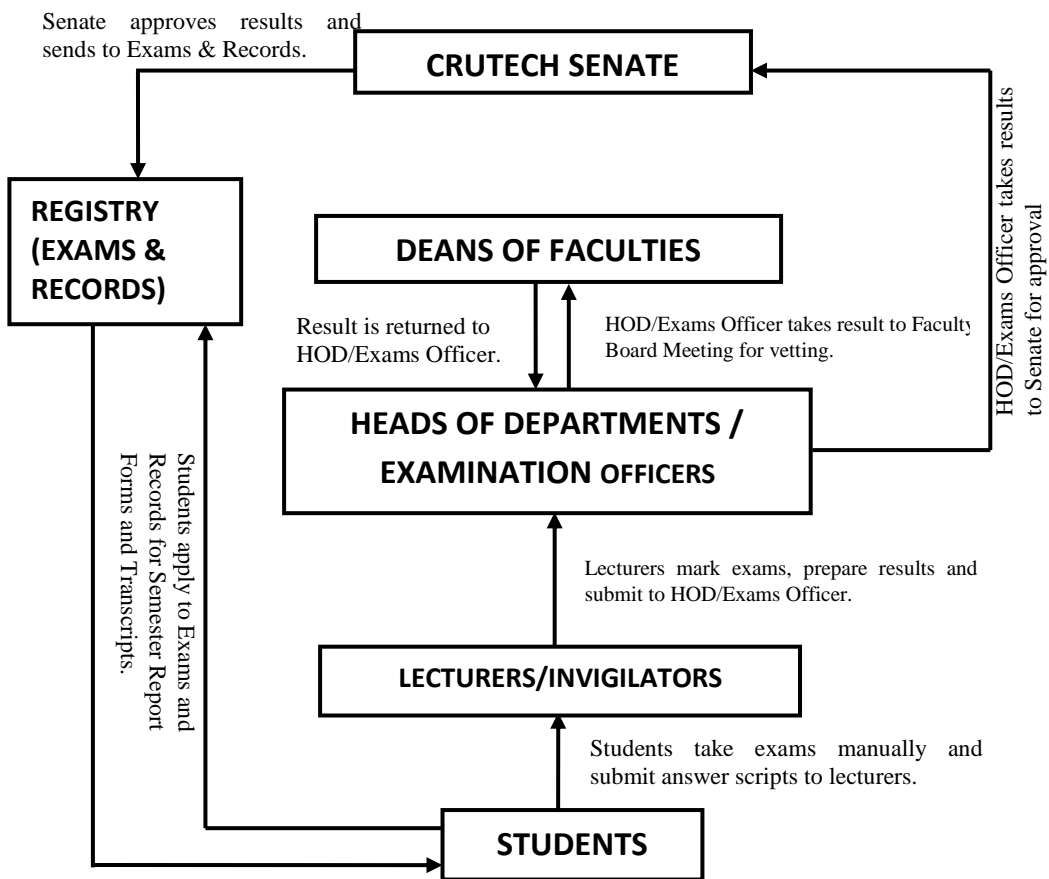 Senate approves results and
sends to Exams & Records.
CRUTECH SENATE
HOD/Exams Officer takes results
to Senate for approval
REGISTRY
(EXAMS &
RECORDS)
DEANS OF FACULTIES
Result is returned to
HOD/Exams Officer.
HOD/Exams Officer takes result to Faculty
Board Meeting for vetting.
HEADS OF DEPARTMENTS /
EXAMINATION OFFICERS
Students apply to Exams and
Records for Semester Report
Forms and Transcripts.
Lecturers mark exams, prepare results and
submit to HOD/Exams Officer.
LECTURERS/INVIGILATORS
Students take exams manually and
submit answer scripts to lecturers.
STUDENTS